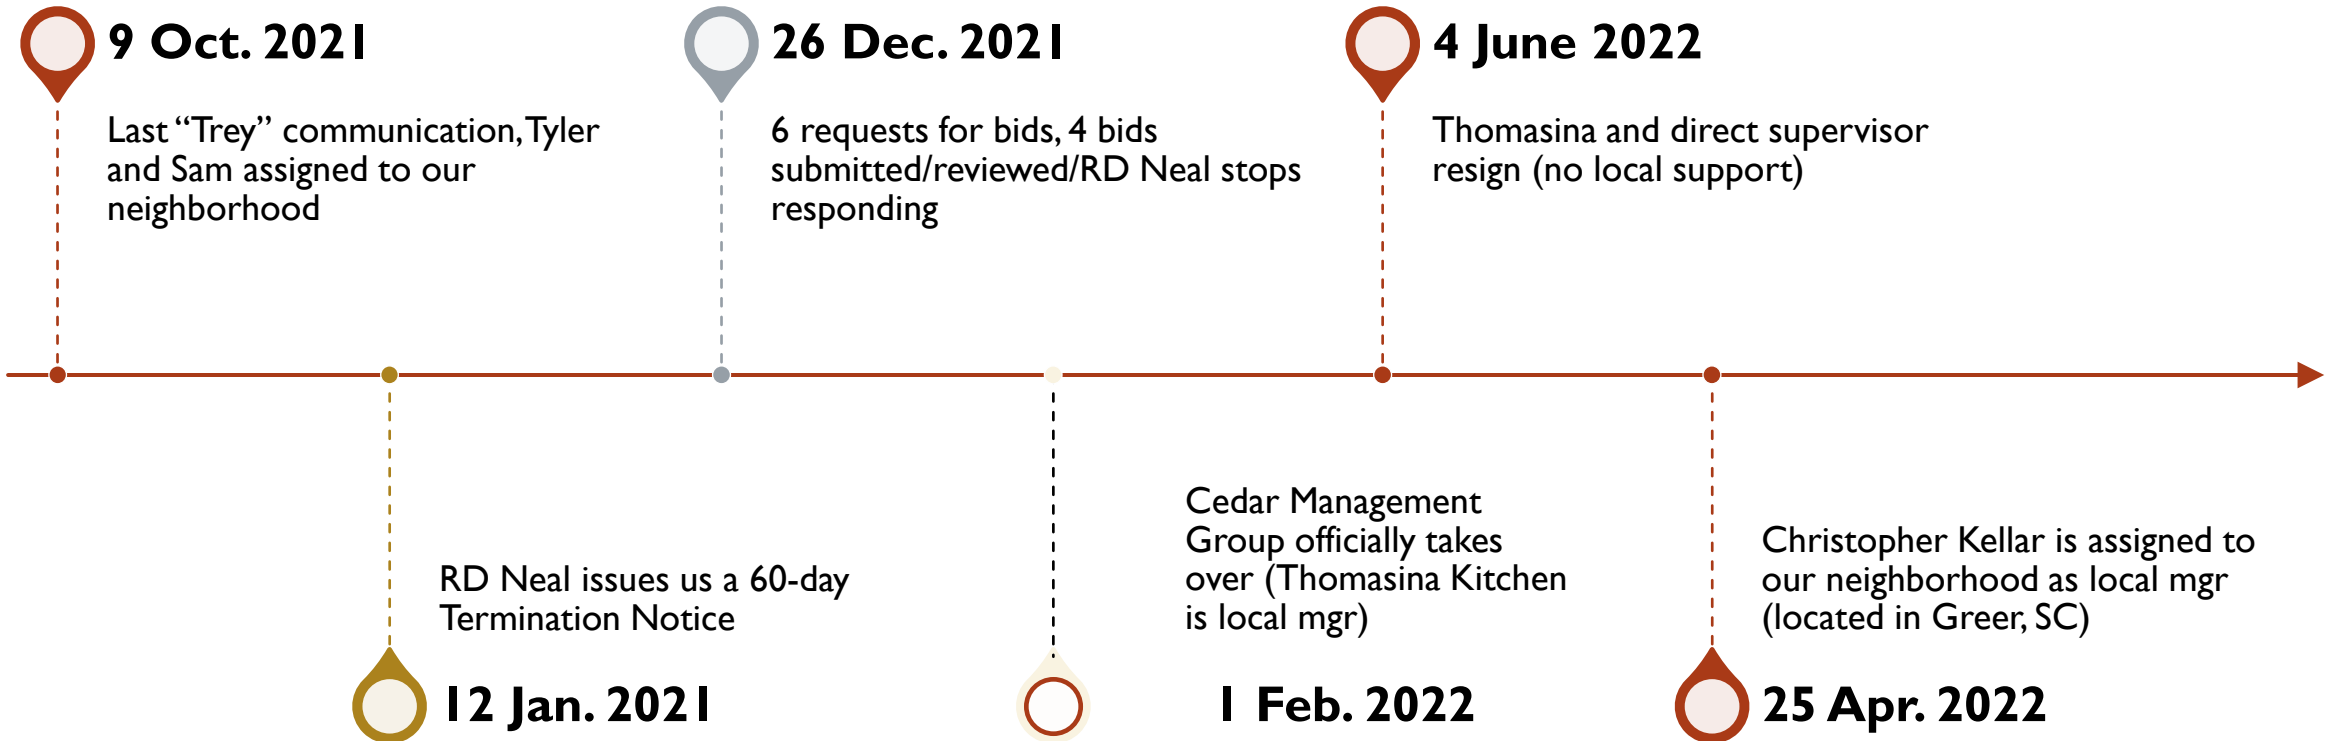 9 Oct. 2021
Last “Trey” communication, Tyler
and Sam assigned to our
neighborhood
RD Neal issues us a 60-day
Termination Notice
12 Jan. 2021
26 Dec. 2021
6 requests for bids, 4 bids
submitted/reviewed/RD Neal stops
responding
Cedar Management
Group officially takes
over (Thomasina Kitchen
is local mgr)
1 Feb. 2022
4 June 2022
Thomasina and direct supervisor
resign (no local support)
Christopher Kellar is assigned to
our neighborhood as local mgr
(located in Greer, SC)
25 Apr. 2022